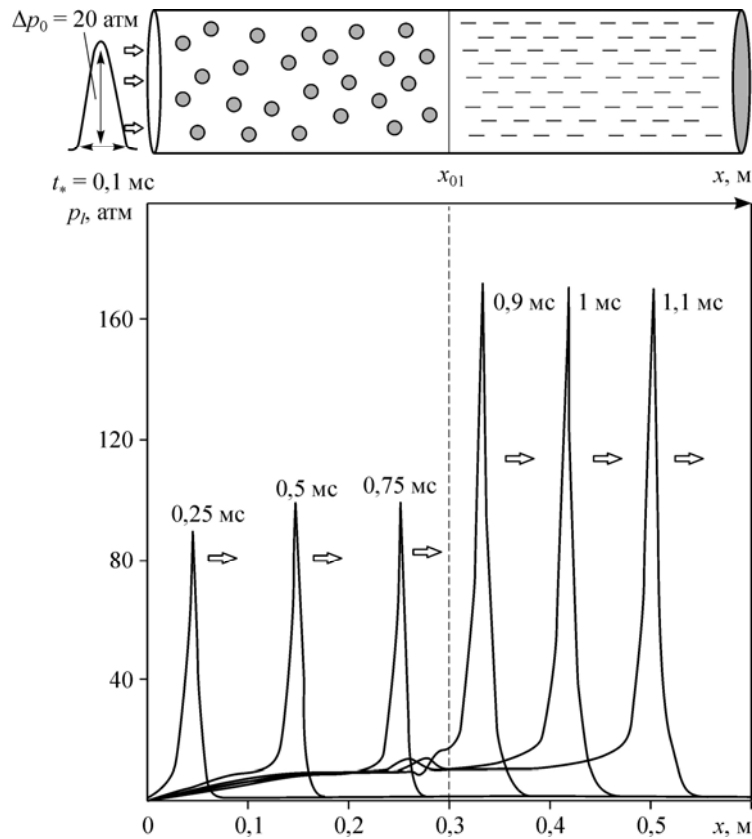 Δp₀ = 20 атм
t* = 0,1 мс
x₀₁
x, м
pₗ, атм
160
120
80
40
0,9 мс
1 мс
1,1 мс
0,25 мс
0,5 мс
0,75 мс
0
0,1
0,2
0,3
0,4
0,5
x, м